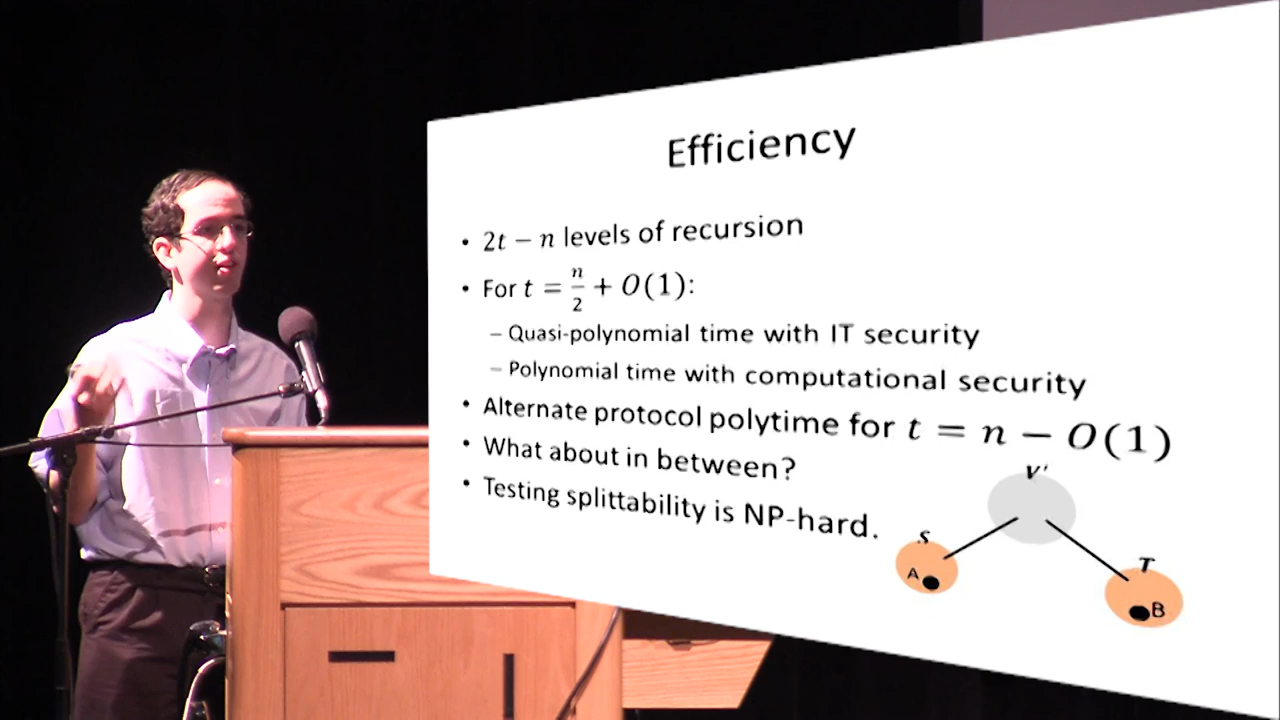 Efficiency
• 2t − n levels of recursion
• For t = n/2 + O(1):
– Quasi-polynomial time with IT security
– Polynomial time with computational security
• Alternate protocol polytime for t = n − O(1)
• What about in between?
• Testing splittability is NP-hard.
V'
S
A
T
B